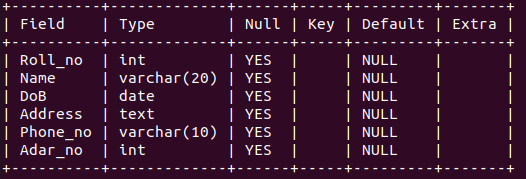 +----------+-------------+------+-----+---------+-------+
| Field    | Type        | Null | Key | Default | Extra |
+----------+-------------+------+-----+---------+-------+
| Roll_no  | int         | YES  |     | NULL    |       |
| Name     | varchar(20) | YES  |     | NULL    |       |
| DoB      | date        | YES  |     | NULL    |       |
| Address  | text        | YES  |     | NULL    |       |
| Phone_no | varchar(10) | YES  |     | NULL    |       |
| Adar_no  | int         | YES  |     | NULL    |       |
+----------+-------------+------+-----+---------+-------+